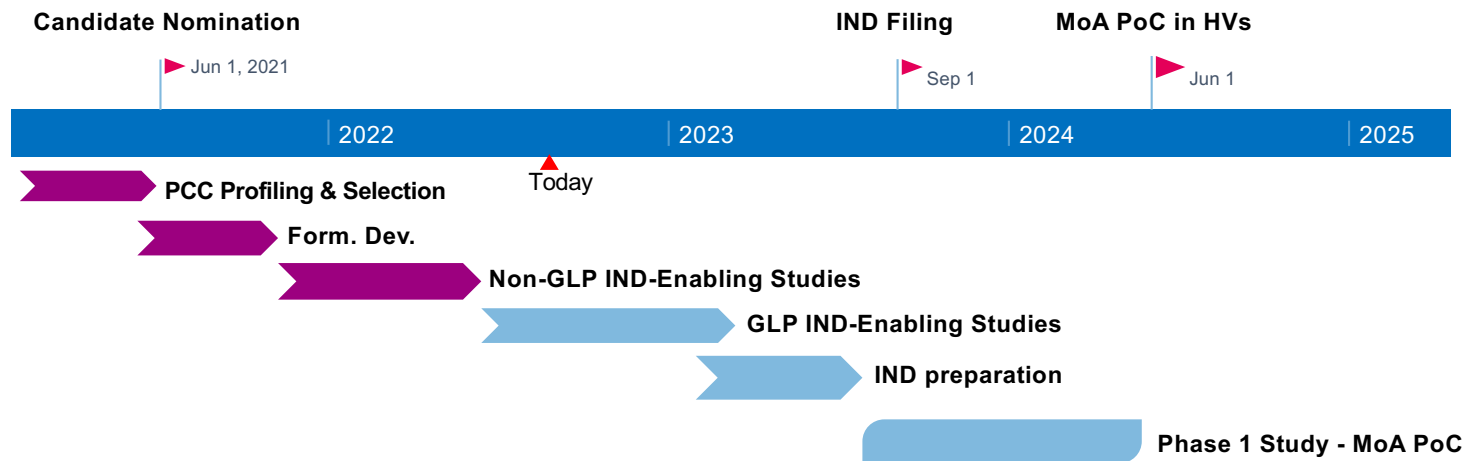 Candidate Nomination
IND Filing
MoA PoC in HVs
Jun 1, 2021
Sep 1
Jun 1
2022
2023
2024
2025
Today
PCC Profiling & Selection
Form. Dev.
Non-GLP IND-Enabling Studies
GLP IND-Enabling Studies
IND preparation
Phase 1 Study - MoA PoC